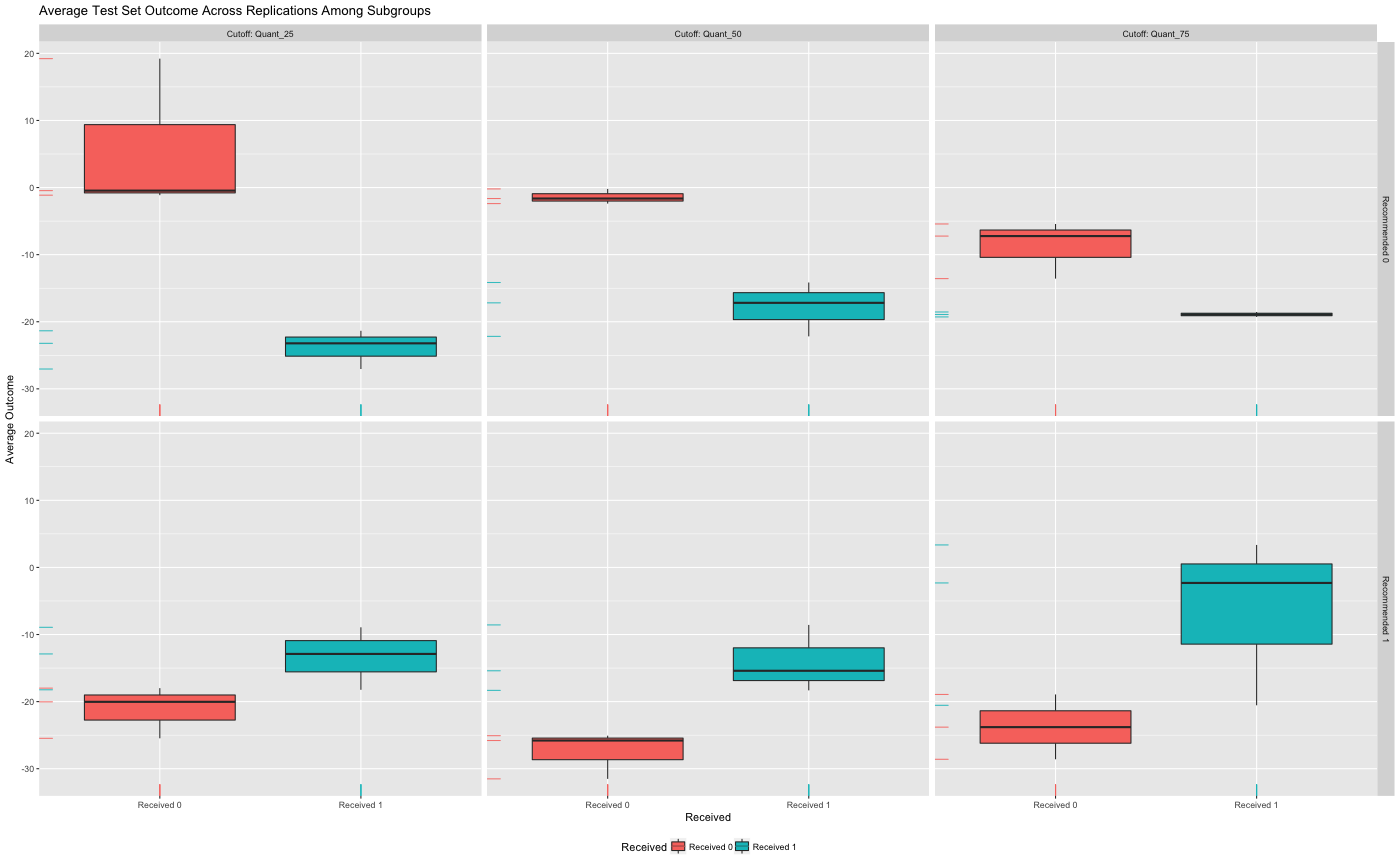 Average Test Set Outcome Across Replications Among Subgroups
Cutoff: Quant_25
Cutoff: Quant_50
Cutoff: Quant_75
20
10
0
-10
-20
-30
Recommended 0
Average Outcome
20
10
0
-10
-20
-30
Recommended 1
Received 0
Received 1
Received 0
Received 1
Received 0
Received 1
Received
Received
Received 0
Received 1